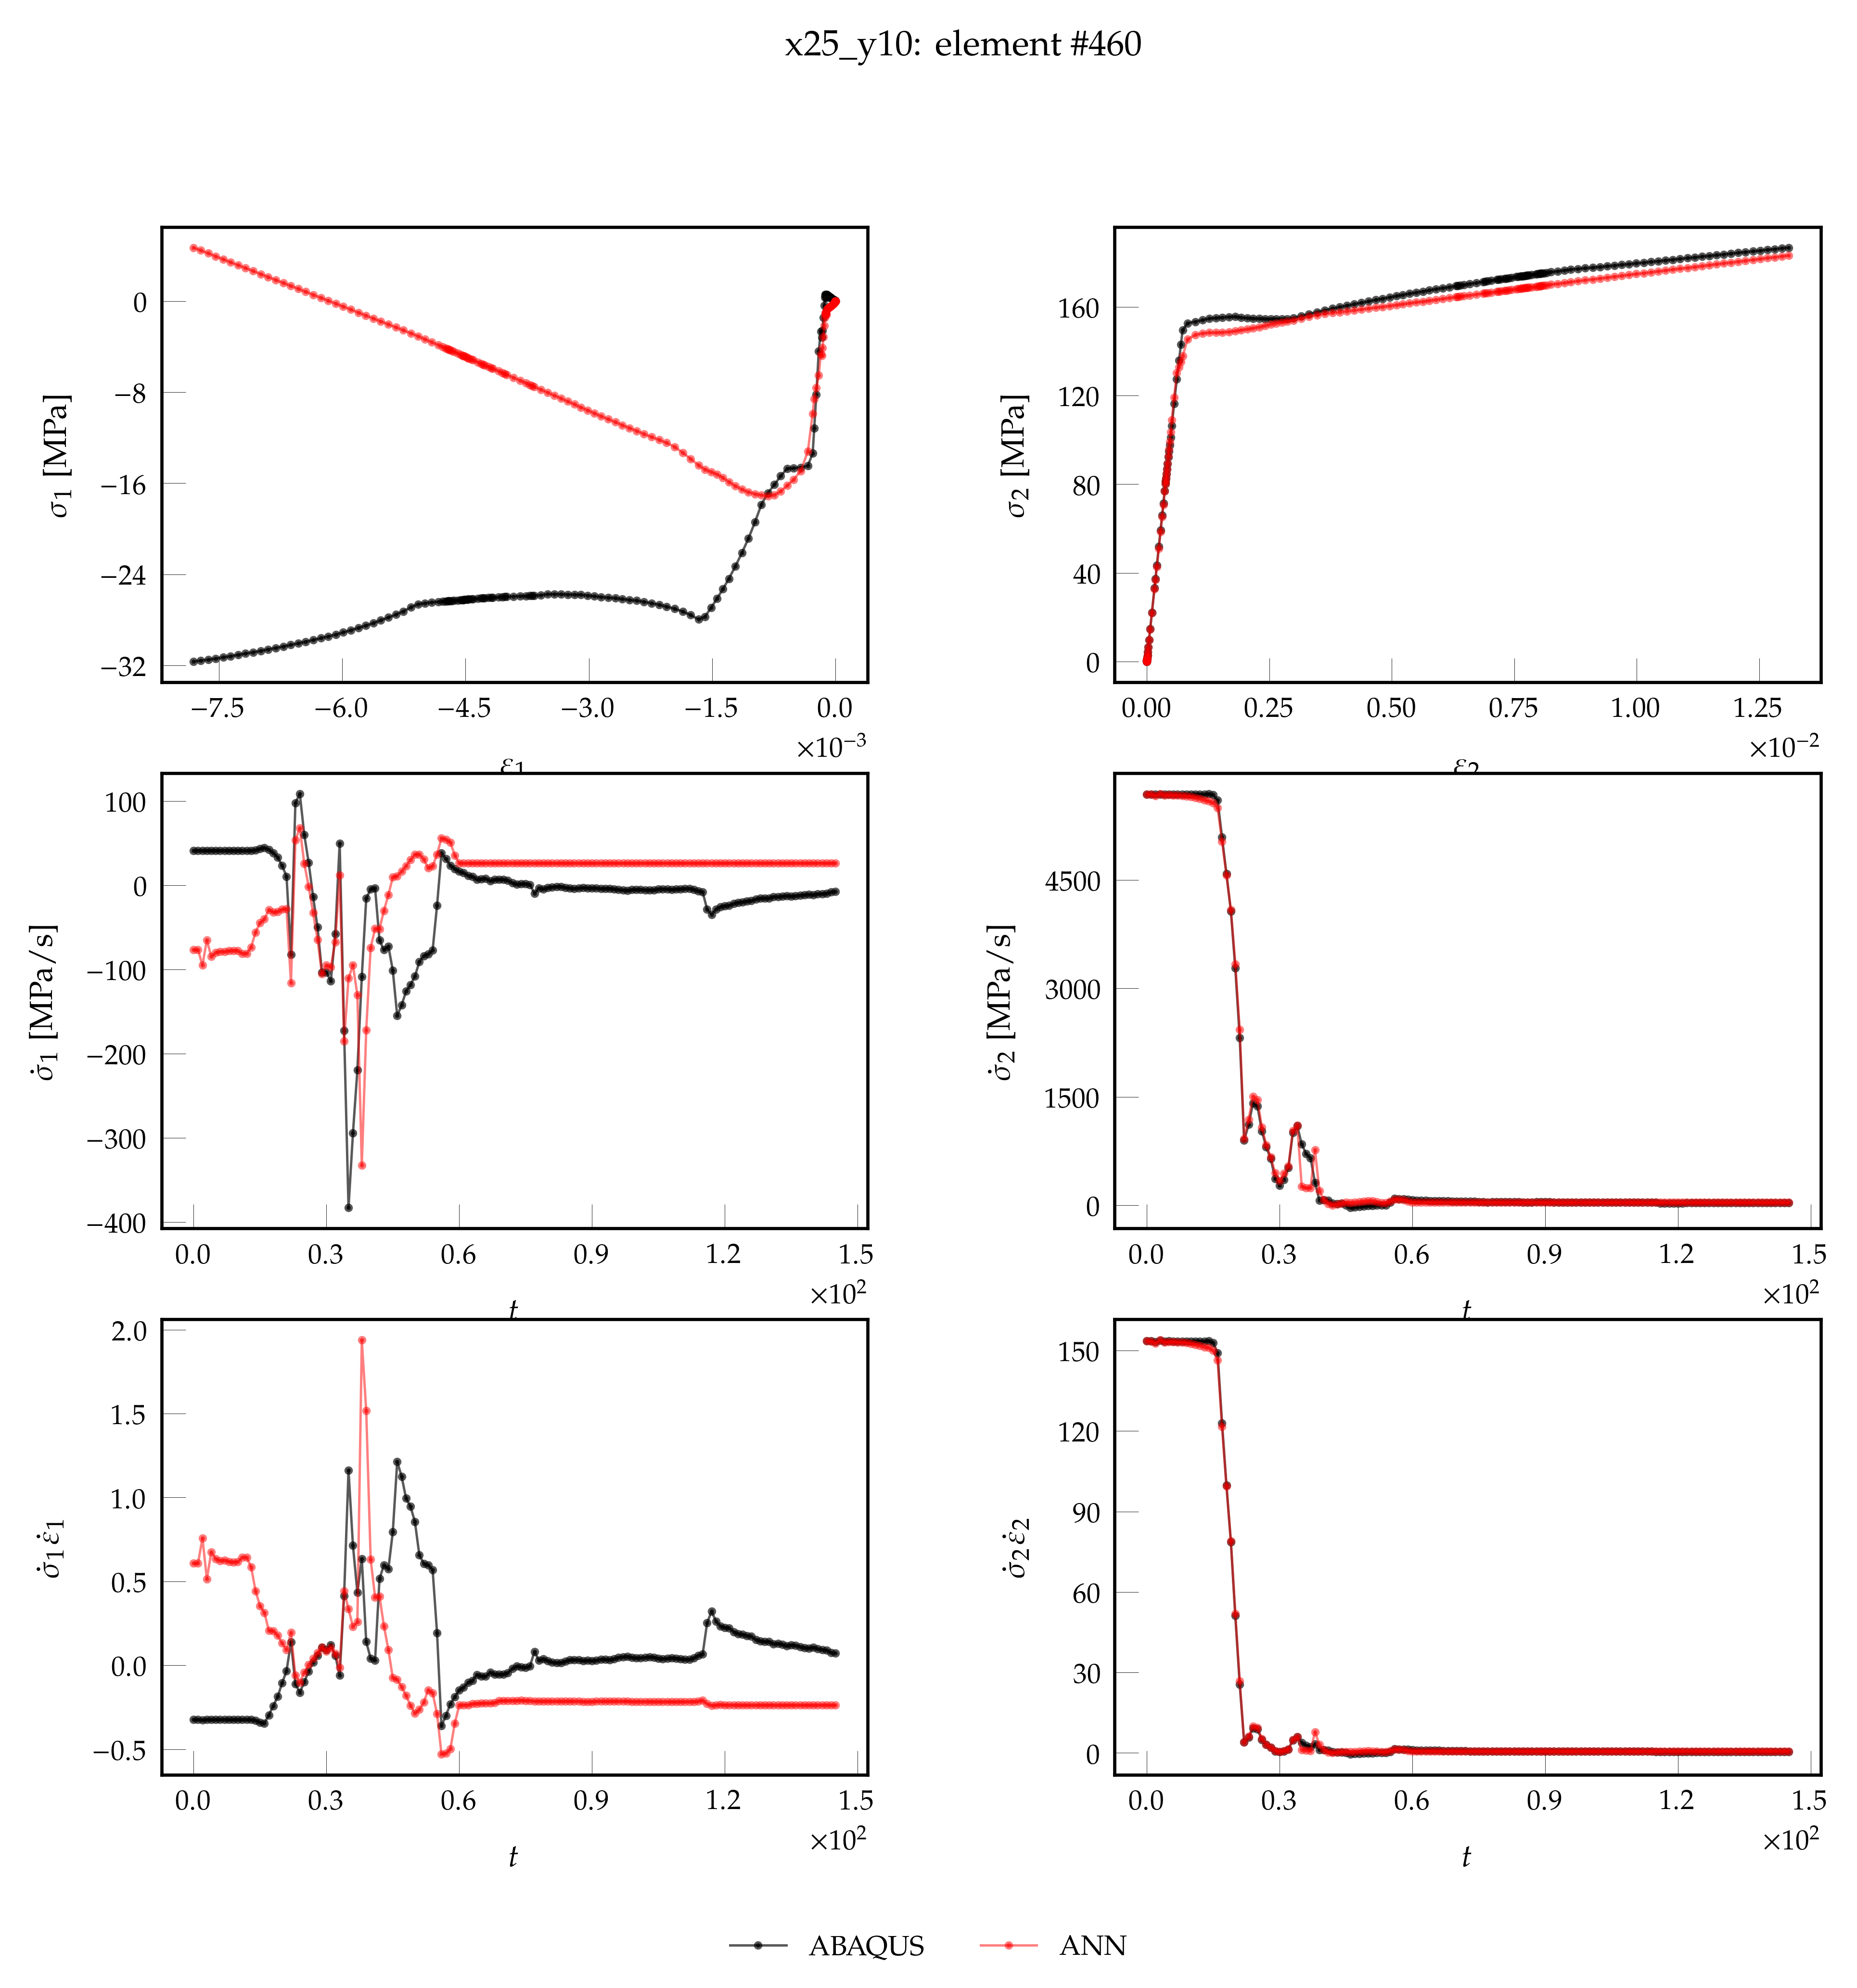 x25_y10: element #460
σ₁ [MPa]
0
−8
−16
−24
−32
−7.5 −6.0 −4.5 −3.0 −1.5 0.0
×10⁻³
ε₁
σ₂ [MPa]
160
120
80
40
0
0.00 0.25 0.50 0.75 1.00 1.25
×10⁻²
ε₂
σ̇₁ [MPa/s]
100
0
−100
−200
−300
−400
0.0 0.3 0.6 0.9 1.2 1.5
×10²
t
σ̇₂ [MPa/s]
4500
3000
1500
0
0.0 0.3 0.6 0.9 1.2 1.5
×10²
t
σ̇₁ε̇₁
2.0
1.5
1.0
0.5
0.0
−0.5
0.0 0.3 0.6 0.9 1.2 1.5
×10²
t
σ̇₂ε̇₂
150
120
90
60
30
0
0.0 0.3 0.6 0.9 1.2 1.5
×10²
t
ABAQUS ANN